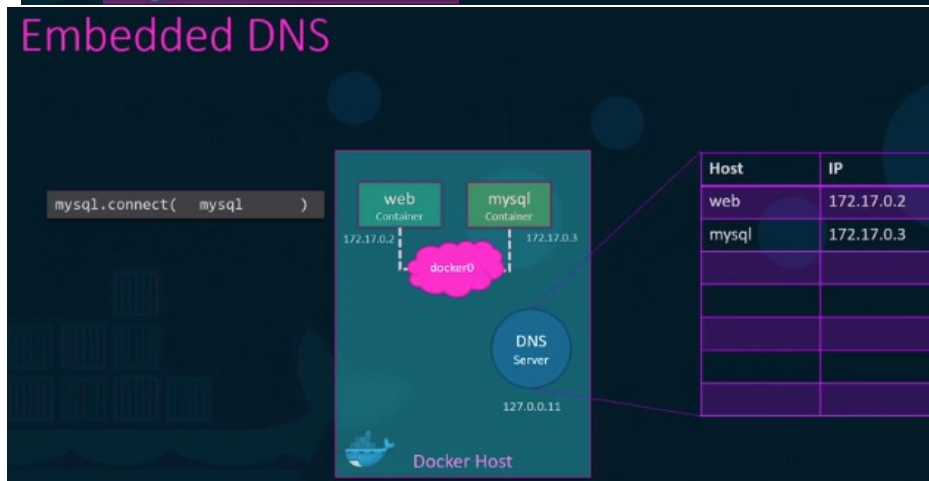 Embedded DNS
mysql.connect( mysql )
web
Container
mysql
Container
172.17.0.2
172.17.0.3
docker0
DNS
Server
127.0.0.11
Docker Host
Host IP
web 172.17.0.2
mysql 172.17.0.3